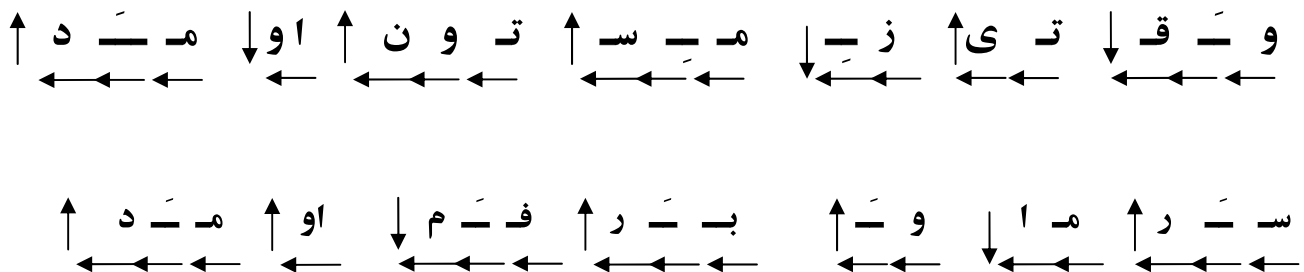 و ـَ قـ تـ ی ز ـِ مـ ـِ سـ تـ و ن او مـ ـَ د
سـ ـَ ر مـ ا و ـَ بـ ـَ ر فـ ـَ م او مـ ـَ د